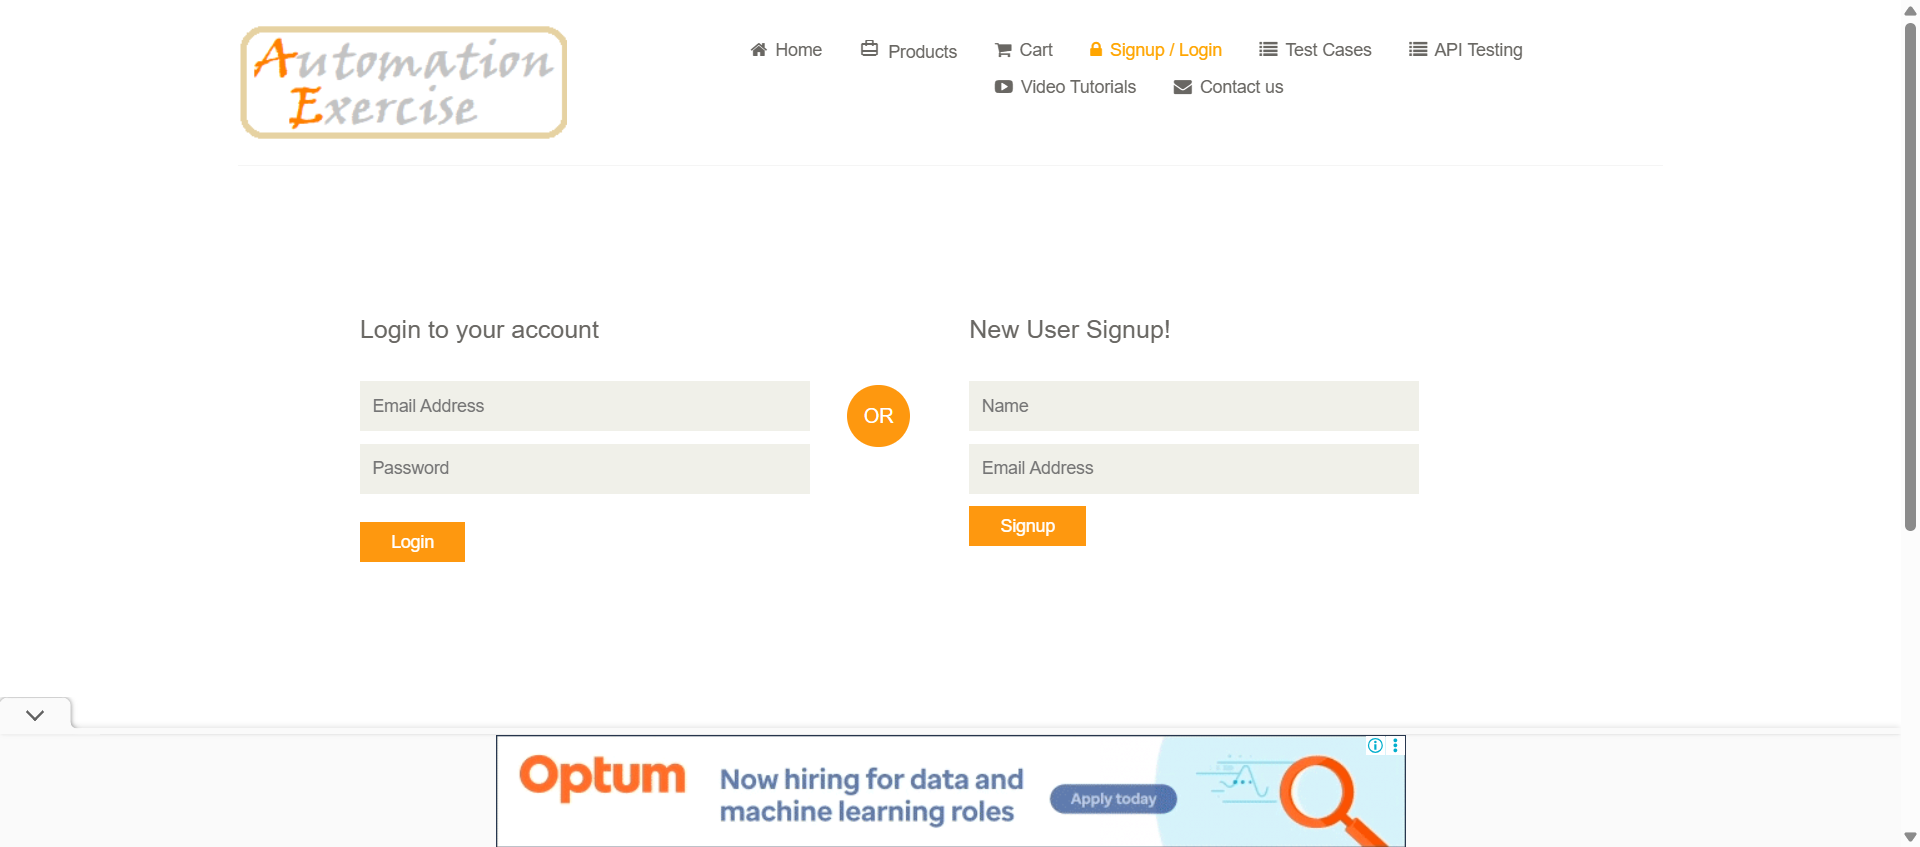 Automation
Exercise
Home
Products
Cart
Signup / Login
Test Cases
API Testing
Video Tutorials
Contact us
Login to your account
Email Address
Password
Login
OR
New User Signup!
Name
Email Address
Signup
Optum
Now hiring for data and
machine learning roles
Apply today